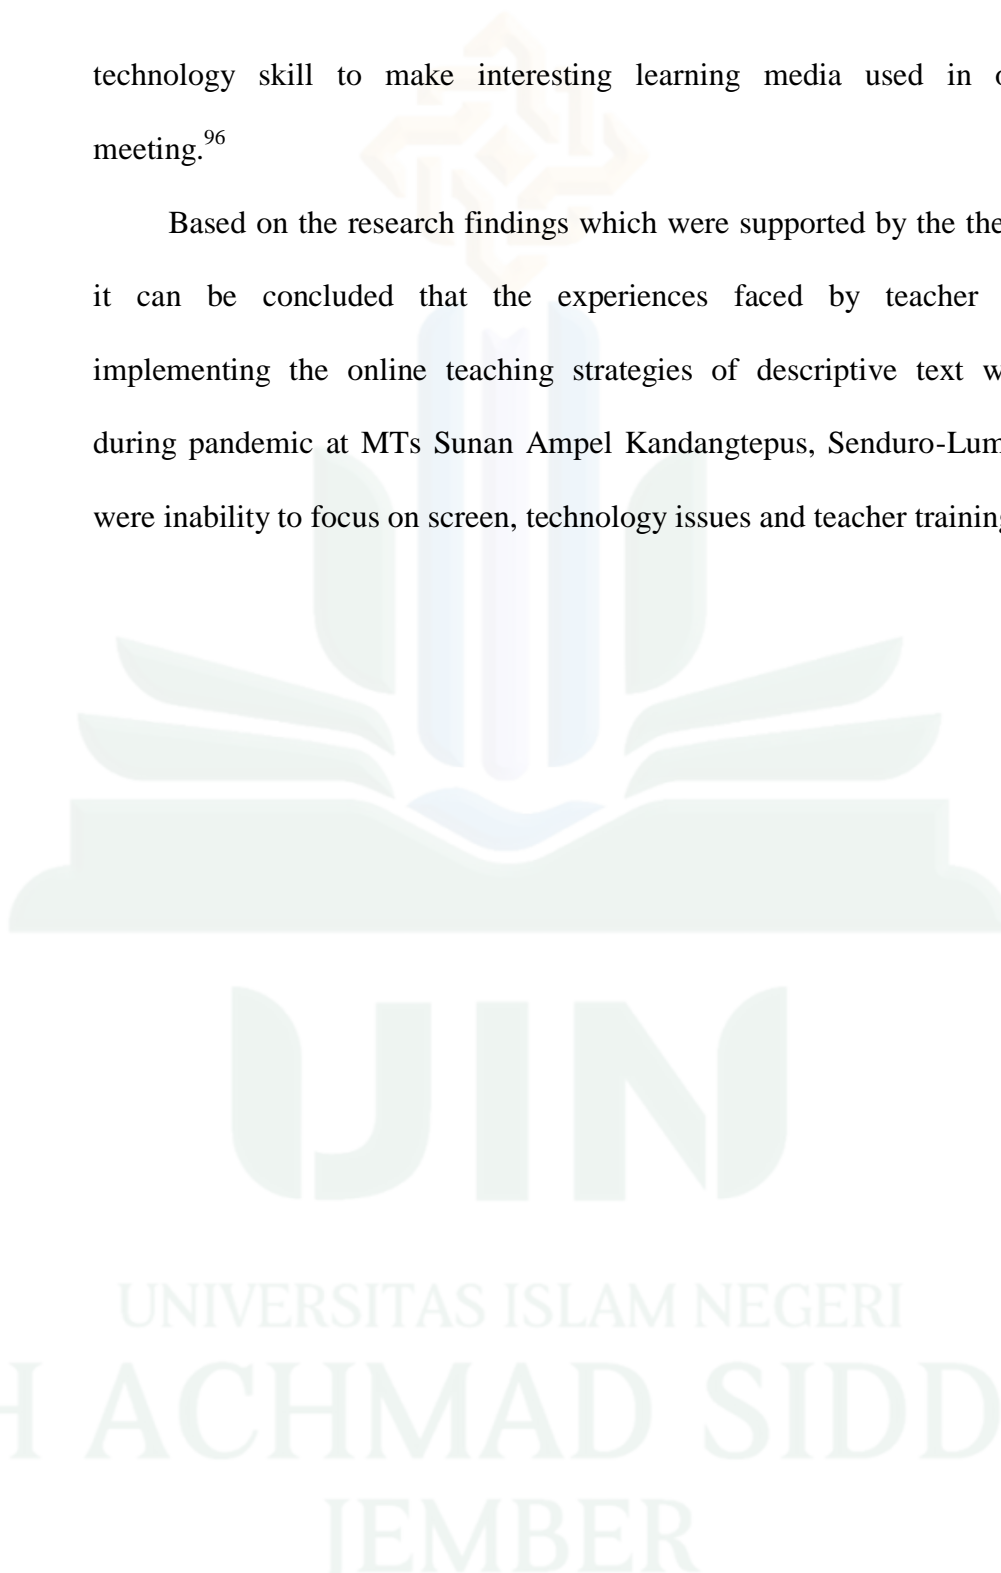 technology skill to make interesting learning media used in
meeting.96
Based on the research findings which were supported by the
it can be concluded that the experiences faced by teacher
implementing the online teaching strategies of descriptive text
during pandemic at MTs Sunan Ampel Kandangtepus, Senduro-Lum
were inability to focus on screen, technology issues and teacher training
UIN
UNIVERSITAS ISLAM NEGERI
H ACHMAD SIDD
JEMBER